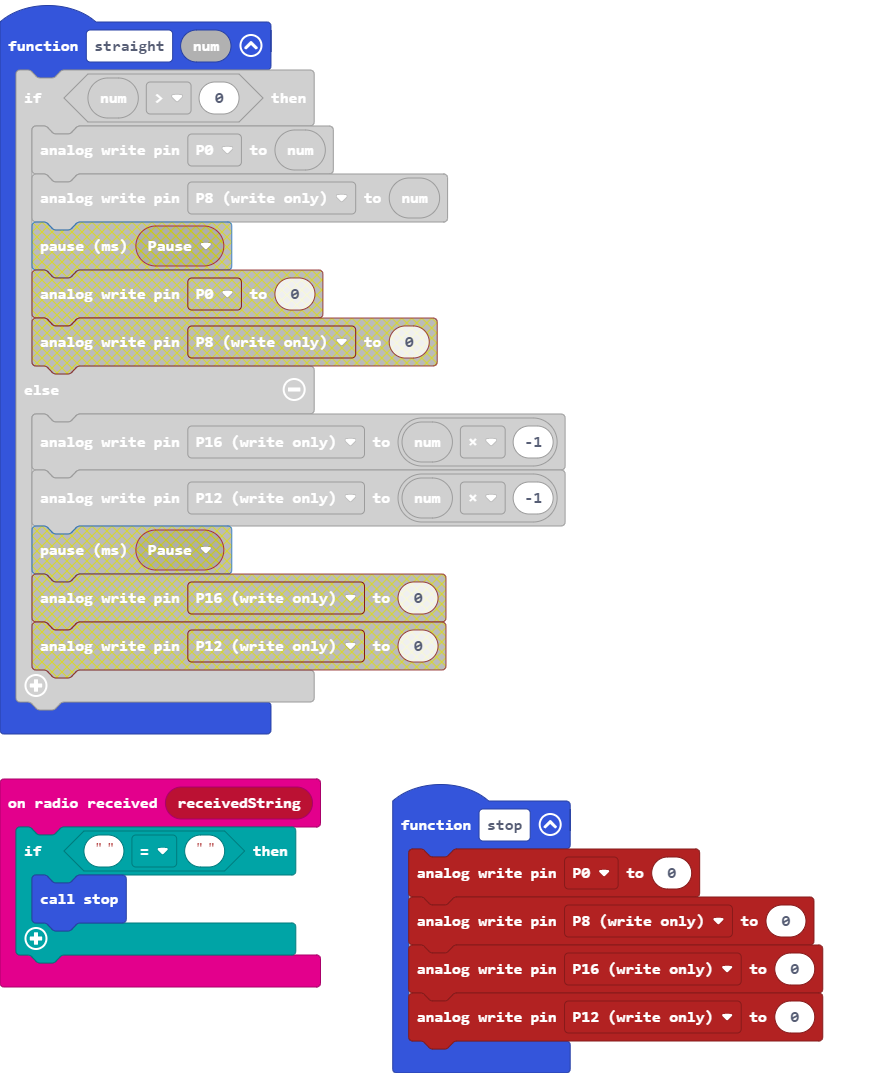 function straight num
if num > 0 then
analog write pin P0 to num
analog write pin P8 (write only) to num
pause (ms) Pause
analog write pin P0 to 0
analog write pin P8 (write only) to 0
else
analog write pin P16 (write only) to num × -1
analog write pin P12 (write only) to num × -1
pause (ms) Pause
analog write pin P16 (write only) to 0
analog write pin P12 (write only) to 0
on radio received receivedString
if " " = " " then
call stop
function stop
analog write pin P0 to 0
analog write pin P8 (write only) to 0
analog write pin P16 (write only) to 0
analog write pin P12 (write only) to 0